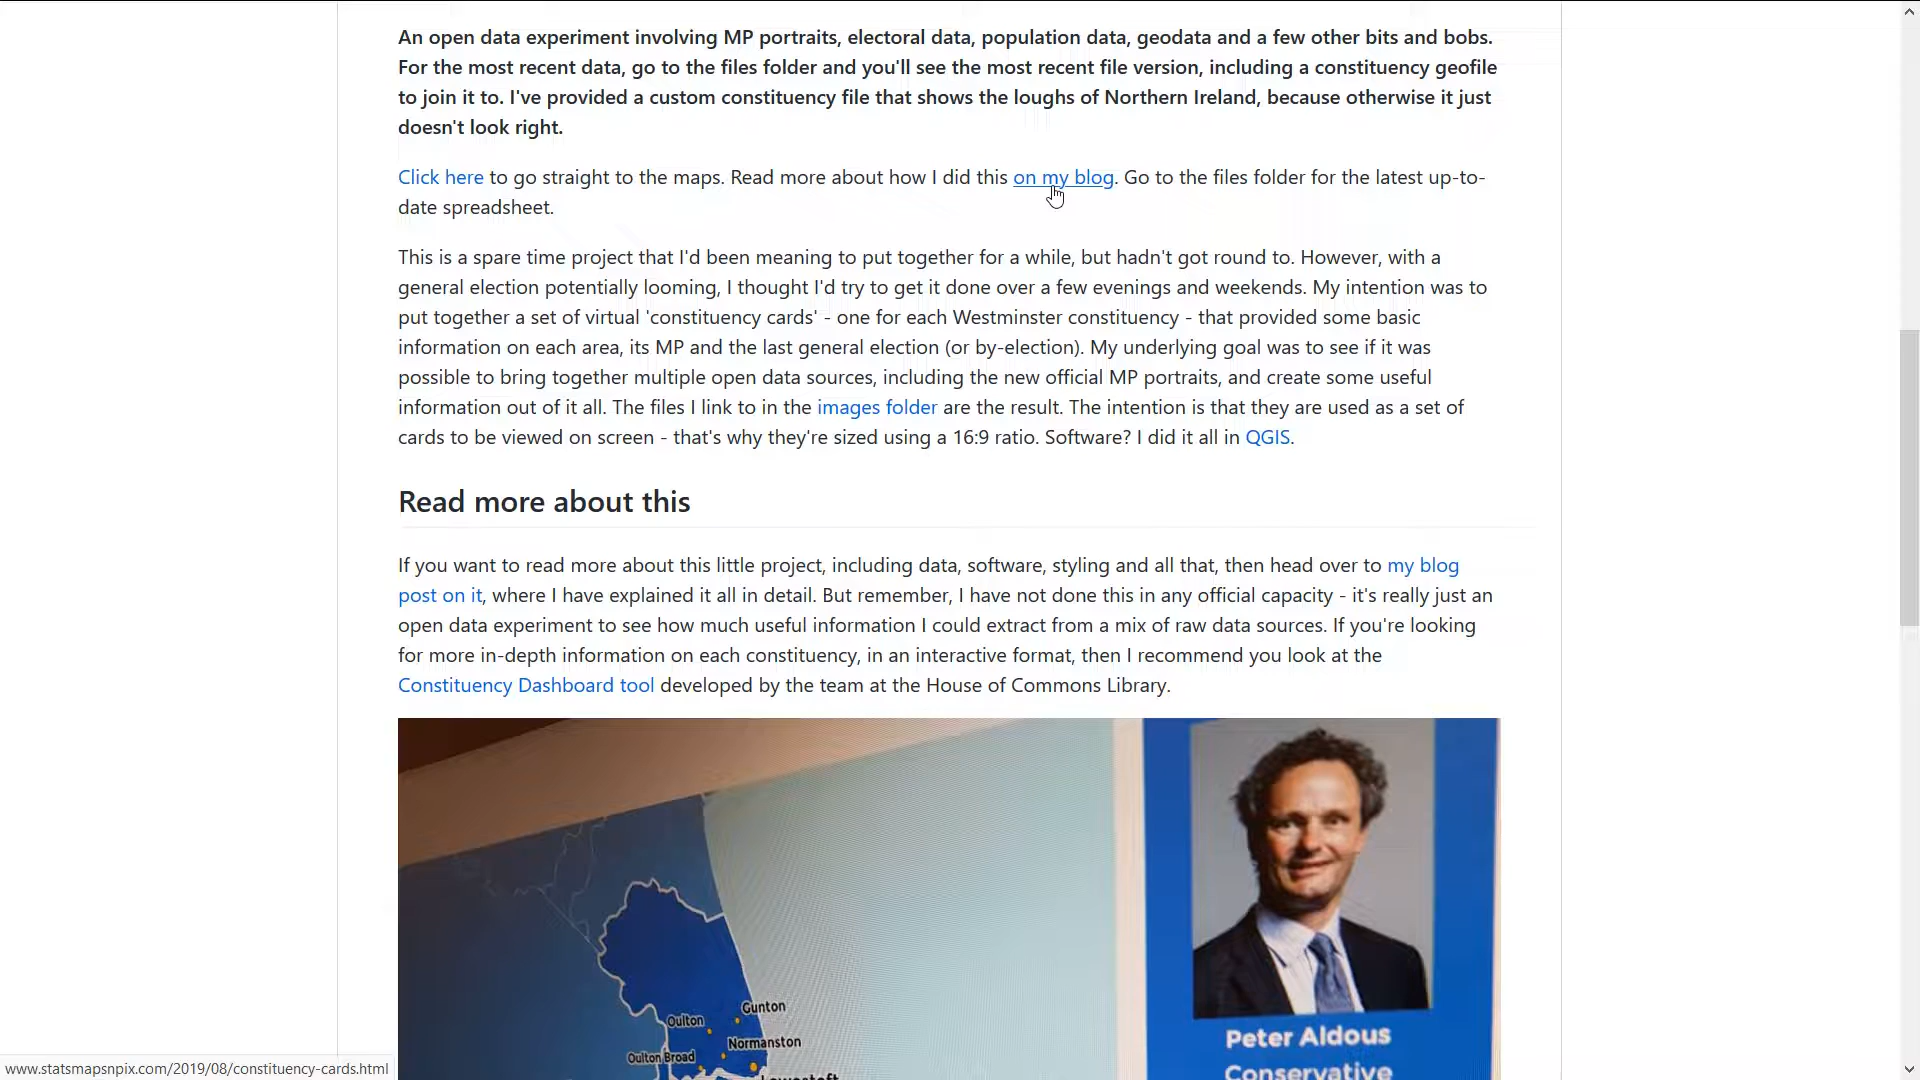 An open data experiment involving MP portraits, electoral data, population data, geodata and a few other bits and bobs.
For the most recent data, go to the files folder and you'll see the most recent file version, including a constituency geofile
to join it to. I've provided a custom constituency file that shows the loughs of Northern Ireland, because otherwise it just
doesn't look right.
Click here to go straight to the maps. Read more about how I did this on my blog. Go to the files folder for the latest up-to-
date spreadsheet.
This is a spare time project that I'd been meaning to put together for a while, but hadn't got round to. However, with a
general election potentially looming, I thought I'd try to get it done over a few evenings and weekends. My intention was to
put together a set of virtual 'constituency cards' - one for each Westminster constituency - that provided some basic
information on each area, its MP and the last general election (or by-election). My underlying goal was to see if it was
possible to bring together multiple open data sources, including the new official MP portraits, and create some useful
information out of it all. The files I link to in the images folder are the result. The intention is that they are used as a set of
cards to be viewed on screen - that's why they're sized using a 16:9 ratio. Software? I did it all in QGIS.
Read more about this
If you want to read more about this little project, including data, software, styling and all that, then head over to my blog
post on it, where I have explained it all in detail. But remember, I have not done this in any official capacity - it's really just an
open data experiment to see how much useful information I could extract from a mix of raw data sources. If you're looking
for more in-depth information on each constituency, in an interactive format, then I recommend you look at the
Constituency Dashboard tool developed by the team at the House of Commons Library.
Gunton
Oulton
Normanston
Oulton Broad
Lowestoft
Peter Aldous
Conservative
www.statsmapsnpix.com/2019/08/constituency-cards.html